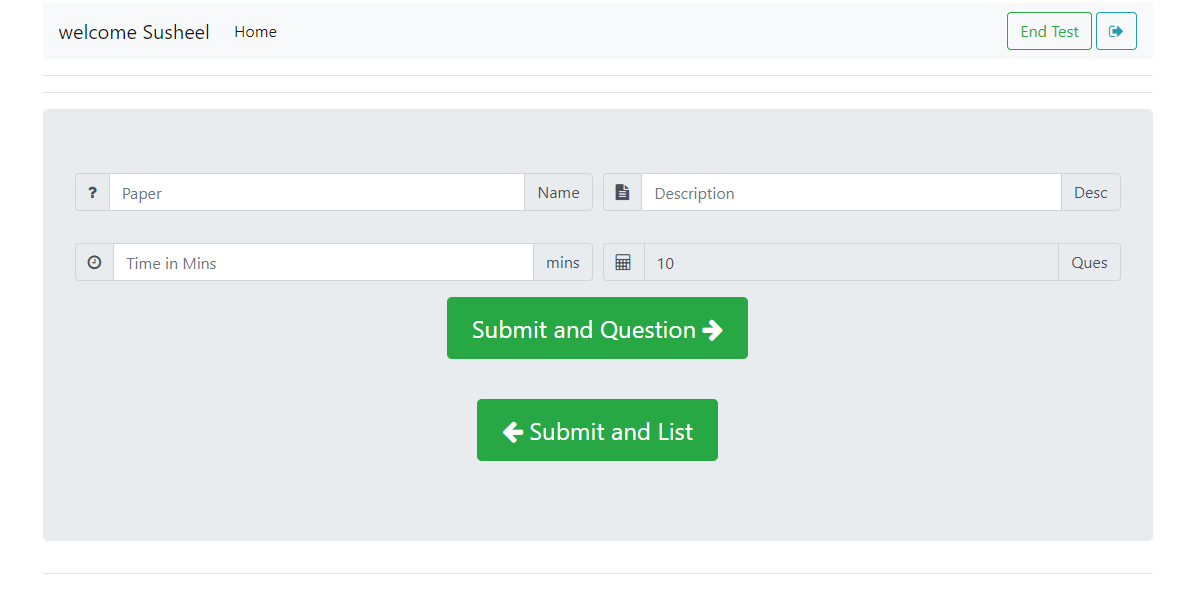 welcome Susheel Home End Test
? Paper Name Description Desc
Time in Mins mins 10 Ques
Submit and Question
Submit and List